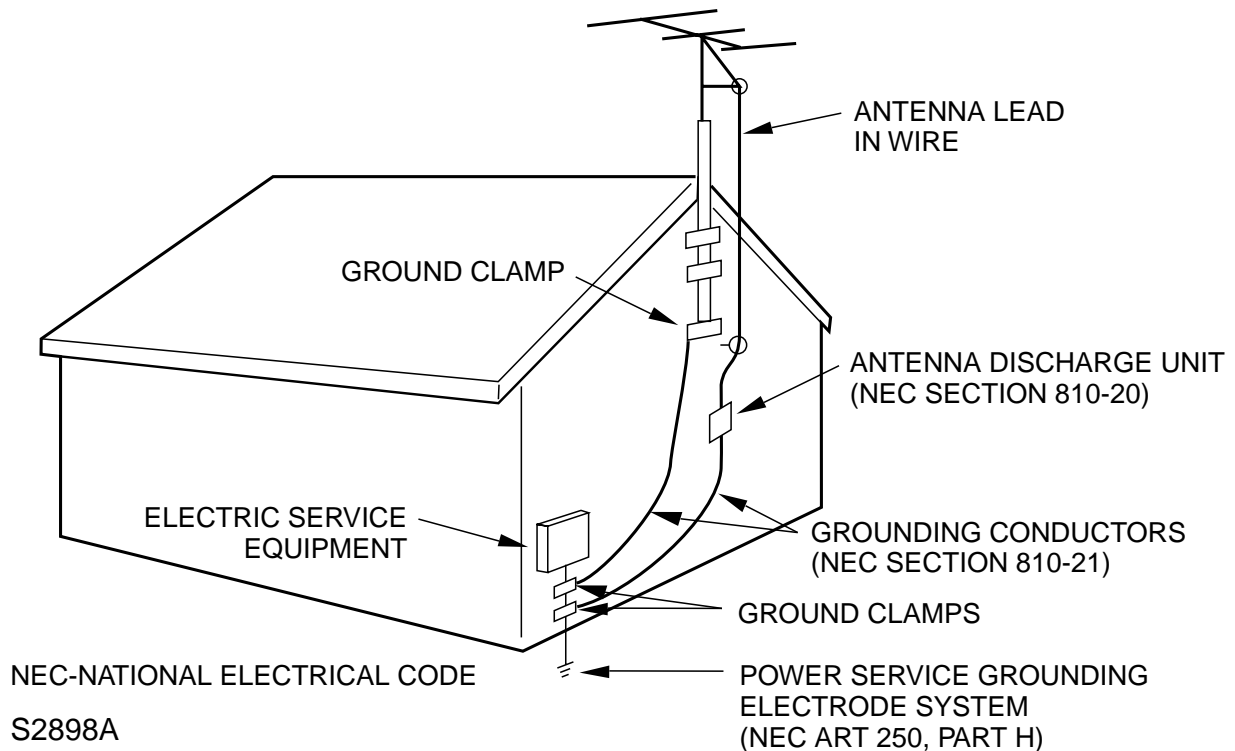 ANTENNA LEAD
IN WIRE
GROUND CLAMP
ANTENNA DISCHARGE UNIT
(NEC SECTION 810-20)
ELECTRIC SERVICE
EQUIPMENT
GROUNDING CONDUCTORS
(NEC SECTION 810-21)
GROUND CLAMPS
NEC-NATIONAL ELECTRICAL CODE
POWER SERVICE GROUNDING
ELECTRODE SYSTEM
(NEC ART 250, PART H)
S2898A